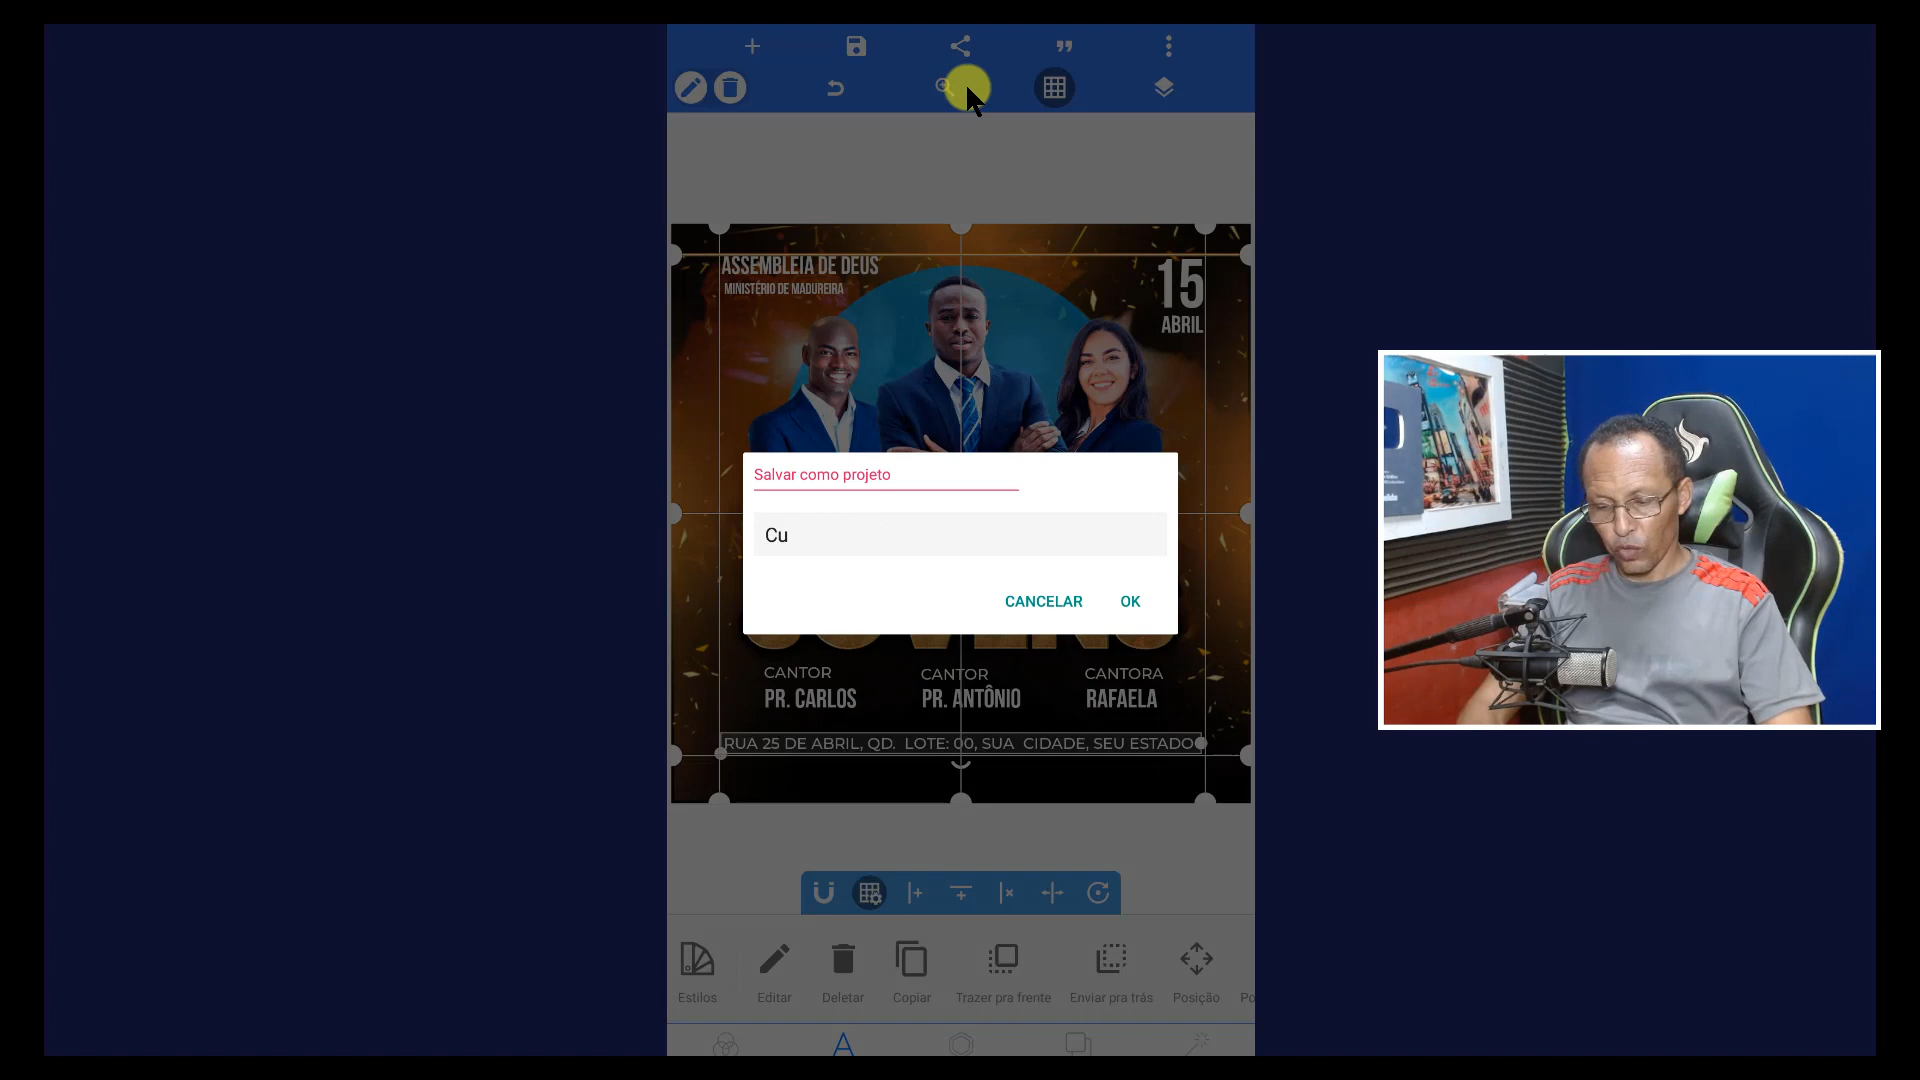 ASSEMBLEIA DE DEUS
MINISTÉRIO DE MADUREIRA
15
ABRIL
Salvar como projeto
Cu
CANCELAR OK
CANTOR
PR. CARLOS
CANTOR
PR. ANTÔNIO
CANTORA
RAFAELA
RUA 25 DE ABRIL, QD. LOTE: 00, SUA CIDADE, SEU ESTADO
Estilos
Editar
Deletar
Copiar
Trazer pra frente
Enviar pra trás
Posição